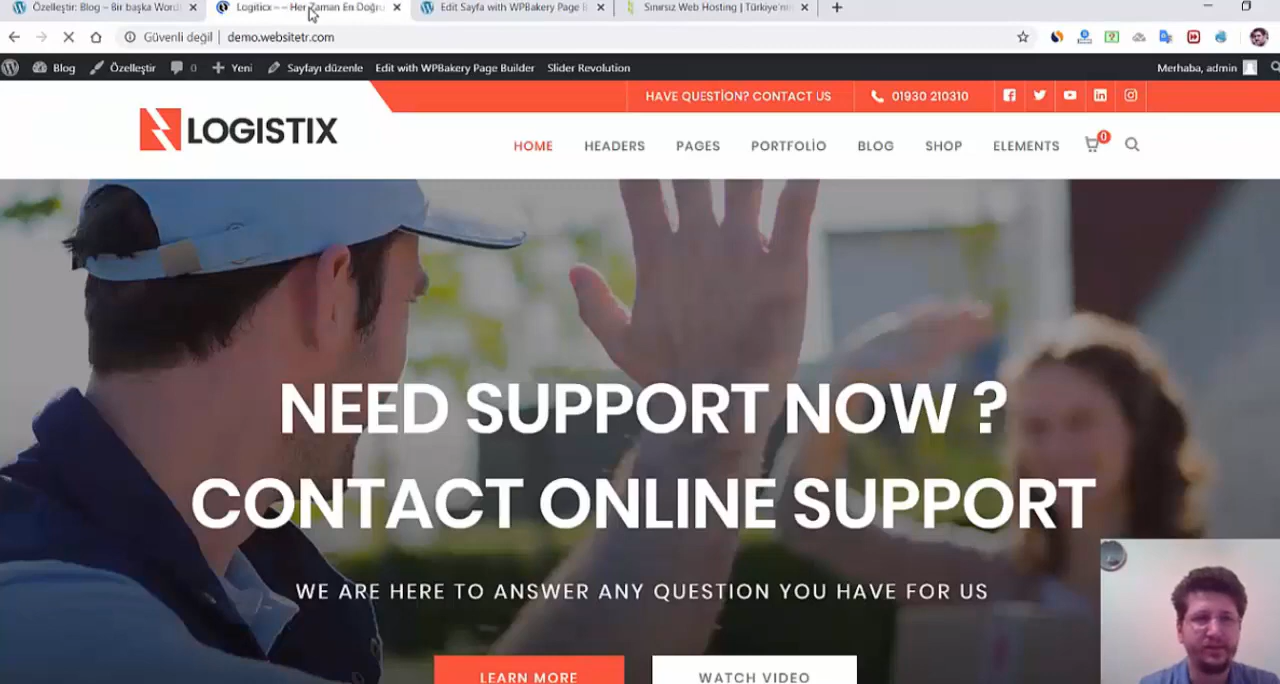 Özelleştir: Blog – Bir başka Word
Logiticx – – Her Zaman En Doğru
Edit Sayfa with WPBakery Page B
Sınırsız Web Hosting | Türkiye'nin
Güvenli değil | demo.websitetr.com
Blog Özelleştir 0 Yeni Sayfayı düzenle Edit with WPBakery Page Builder Slider Revolution Merhaba, admin
HAVE QUESTİON? CONTACT US 01930 210310
LOGISTIX
HOME HEADERS PAGES PORTFOLİO BLOG SHOP ELEMENTS 0
NEED SUPPORT NOW ?
CONTACT ONLINE SUPPORT
WE ARE HERE TO ANSWER ANY QUESTION YOU HAVE FOR US
LEARN MORE WATCH VIDEO